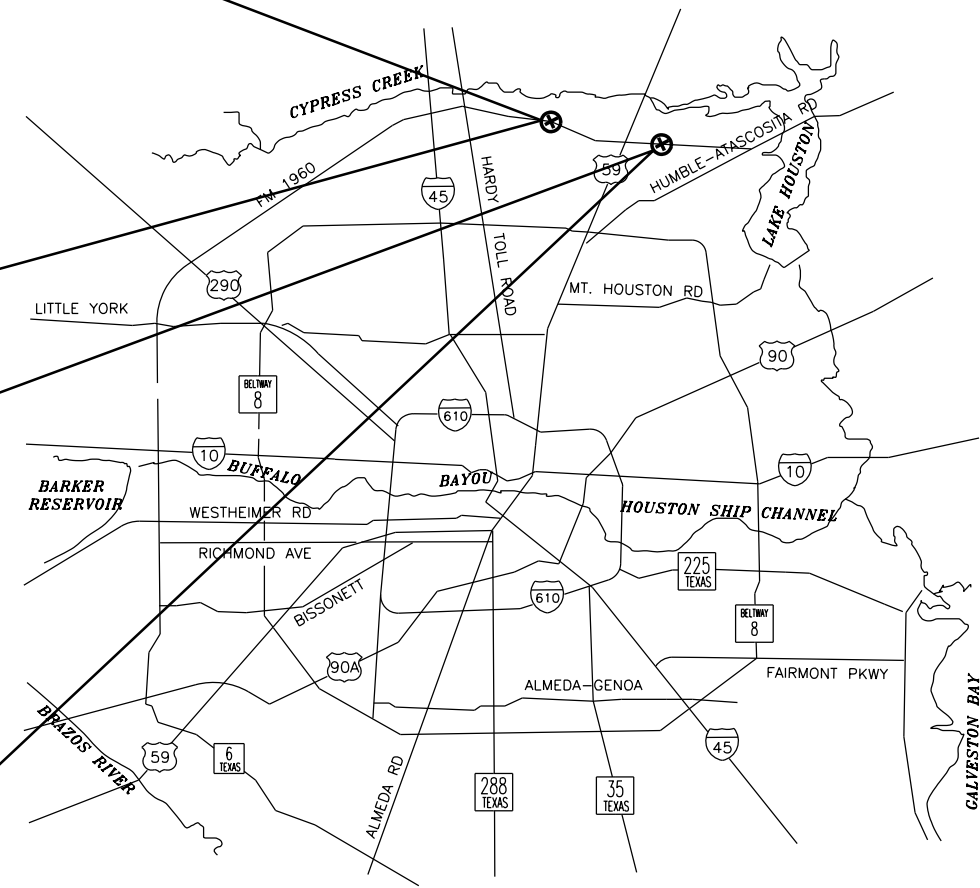 CYPRESS CREEK
HUMBLE-ATASCOSITA RD
59
FM 1960
45
HARDY
TOLL ROAD
LAKE HOUSTON
290
LITTLE YORK
MT. HOUSTON RD
90
BELTWAY
8
610
10
BUFFALO
BAYOU
10
BARKER
RESERVOIR
WESTHEIMER RD
HOUSTON SHIP CHANNEL
RICHMOND AVE
225
TEXAS
BISSONETT
610
BELTWAY
8
90A
FAIRMONT PKWY
ALMEDA-GENOA
BRAZOS RIVER
59
6
TEXAS
45
CALVESTON BAY
ALMEDA RD
288
TEXAS
35
TEXAS